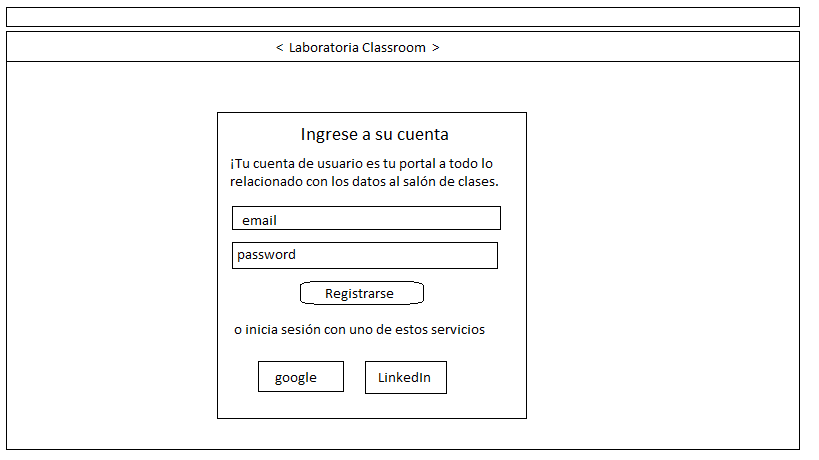 < Laboratoria Classroom >
Ingrese a su cuenta
¡Tu cuenta de usuario es tu portal a todo lo
relacionado con los datos al salón de clases.
email
password
Registrarse
o inicia sesión con uno de estos servicios
google
LinkedIn